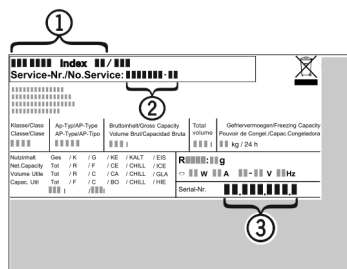 1
Index /
Service-Nr./No.Service: -
2
Klasse/Class Ap-Typ/AP-Type Bruttoinhalt/Gross Capacity Total Gefriervermoegen/Freezing Capacity
Classe/Clase AP-Type/AP-Tipo Volume Brut/Capacidad Bruta volume Pouvoir de Congel./Capac.Congeladora
l l kg / 24 h
Nutzinhalt Ges / K / G / KE / KALT / EIS
Net.Capacity Tot / R / F / CE / CHILL / ICE
Volume Utile Tot / R / C / CA / CHILL / GLA
Capac. Util Tot / F / C / BO / CHILL / HIE
l / l
R : g
W A - V Hz
Serial-Nr. . . .
3